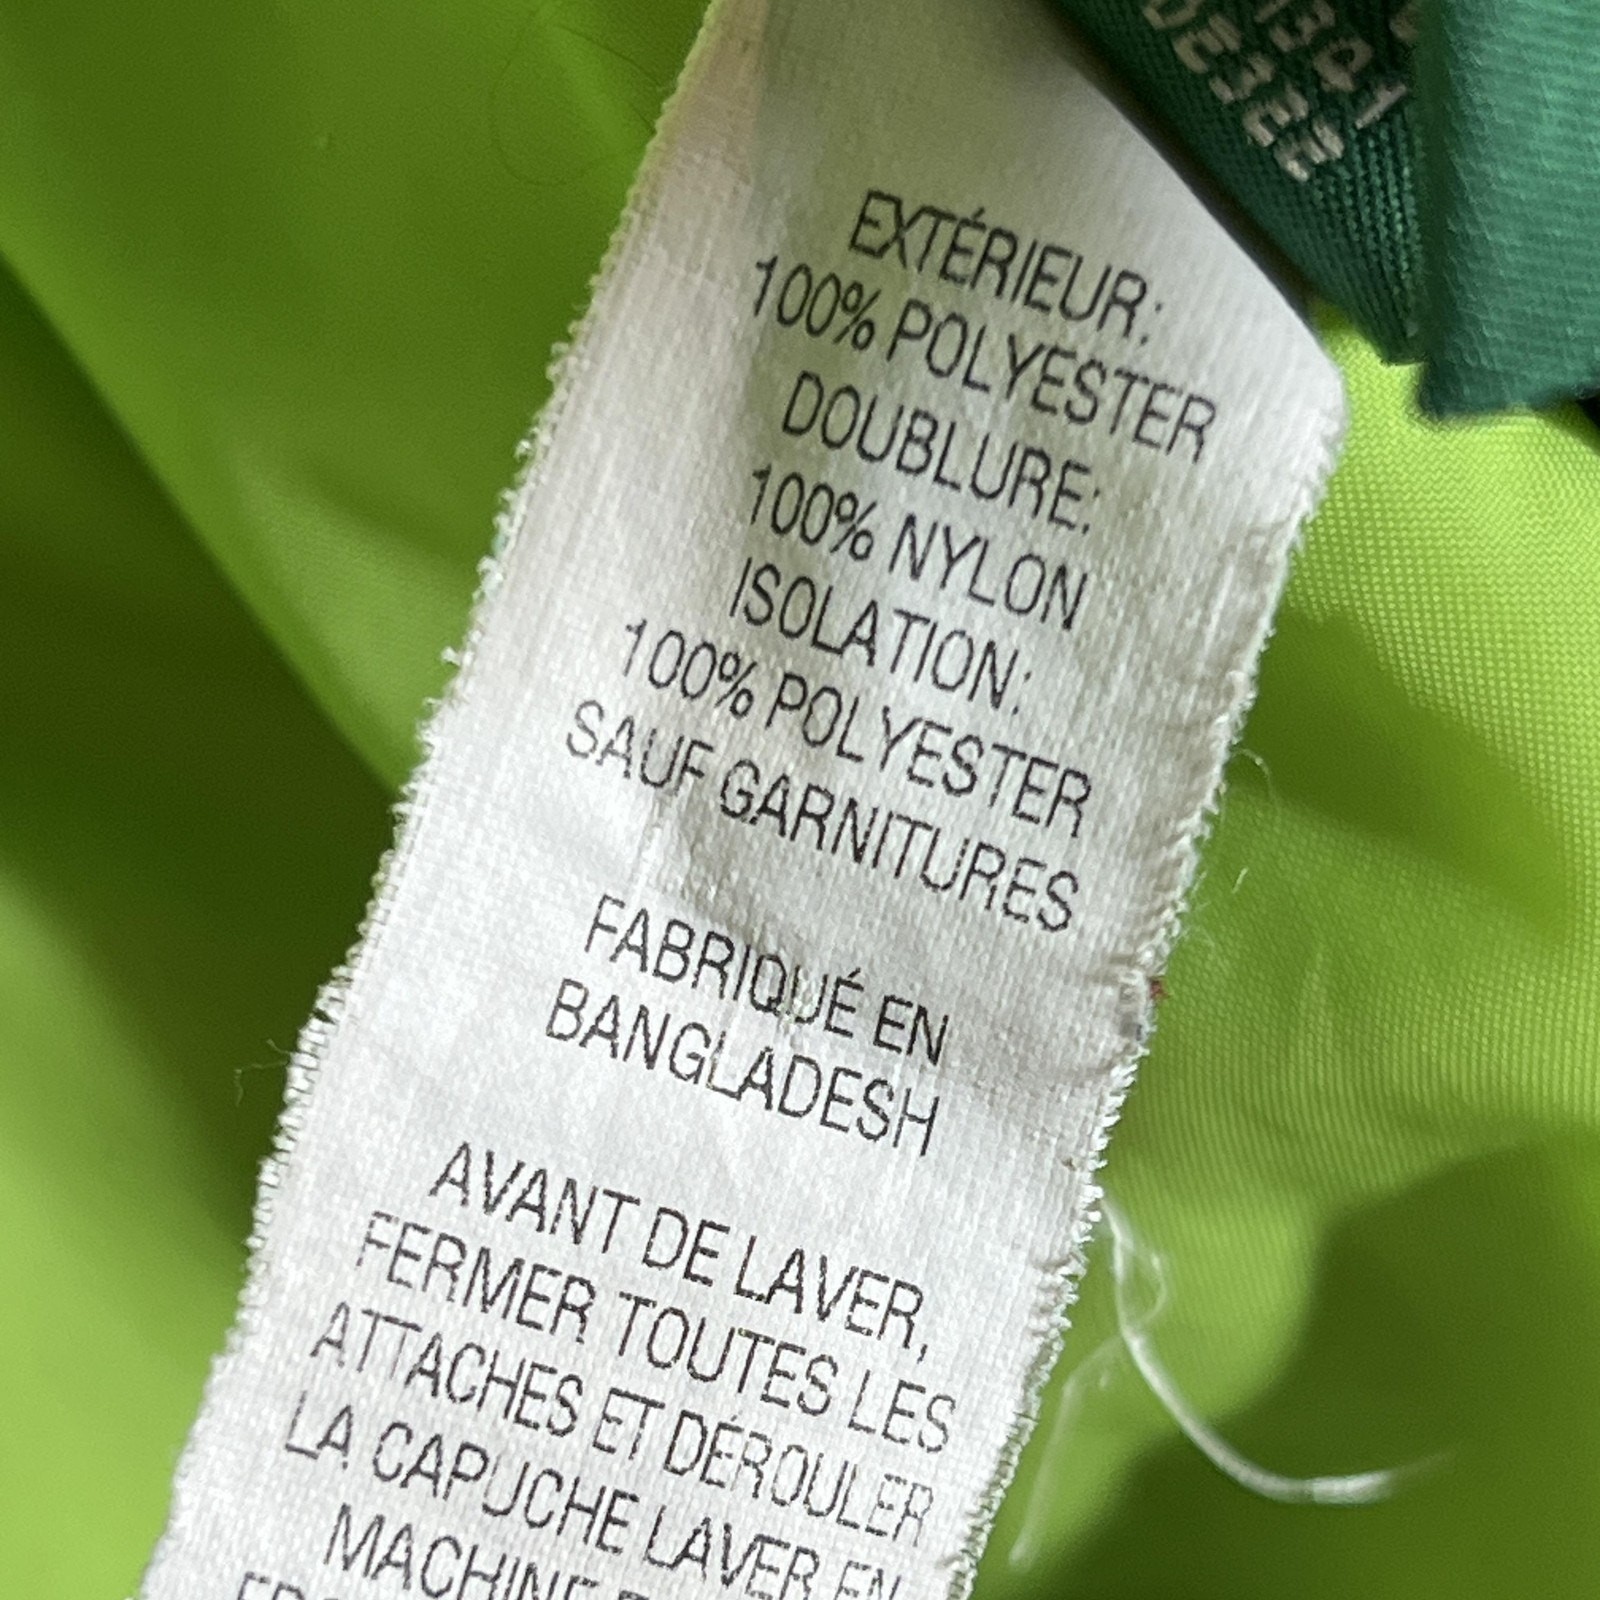 EXTÉRIEUR:
100% POLYESTER
DOUBLURE:
100% NYLON
ISOLATION:
100% POLYESTER
SAUF GARNITURES
FABRIQUÉ EN
BANGLADESH
AVANT DE LAVER,
FERMER TOUTES LES
ATTACHES ET DÉROULER
LA CAPUCHE LAVER EN
MACHINE